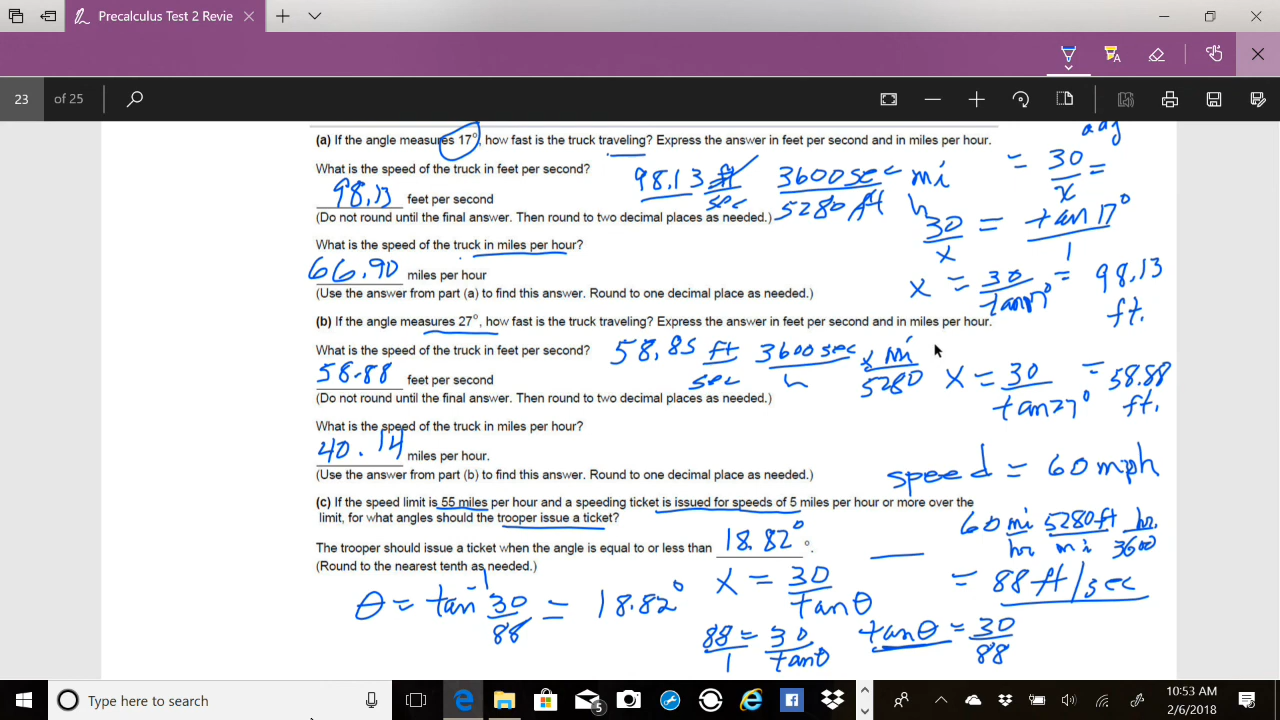 Precalculus Test 2 Revie
23 of 25
(a) If the angle measures 17°, how fast is the truck traveling? Express the answer in feet per second and in miles per hour.
adj
= 30/x =
What is the speed of the truck in feet per second?
98.13 ft/sec 3600 sec/5280 ft mi/h
98.13 feet per second
(Do not round until the final answer. Then round to two decimal places as needed.)
30/x = tan 17°/1
What is the speed of the truck in miles per hour?
66.90 miles per hour
x = 30/tan 17° = 98.13 ft.
(Use the answer from part (a) to find this answer. Round to one decimal place as needed.)
(b) If the angle measures 27°, how fast is the truck traveling? Express the answer in feet per second and in miles per hour.
What is the speed of the truck in feet per second?
58.85 ft/sec 3600 sec/h x mi/5280
58.88 feet per second
x = 30/tan 27° = 58.88 ft.
(Do not round until the final answer. Then round to two decimal places as needed.)
What is the speed of the truck in miles per hour?
40.14 miles per hour.
(Use the answer from part (b) to find this answer. Round to one decimal place as needed.)
speed = 60 mph
(c) If the speed limit is 55 miles per hour and a speeding ticket is issued for speeds of 5 miles per hour or more over the
limit, for what angles should the trooper issue a ticket?
60 mi/hr 5280 ft/mi hr./3600
= 88 ft/sec
The trooper should issue a ticket when the angle is equal to or less than 18.82° °.
(Round to the nearest tenth as needed.)
x = 30/tan θ
θ = tan⁻¹ 30/88 = 18.82°
88/1 = 30/tan θ
tan θ = 30/88
Type here to search
5
10:53 AM
2/6/2018